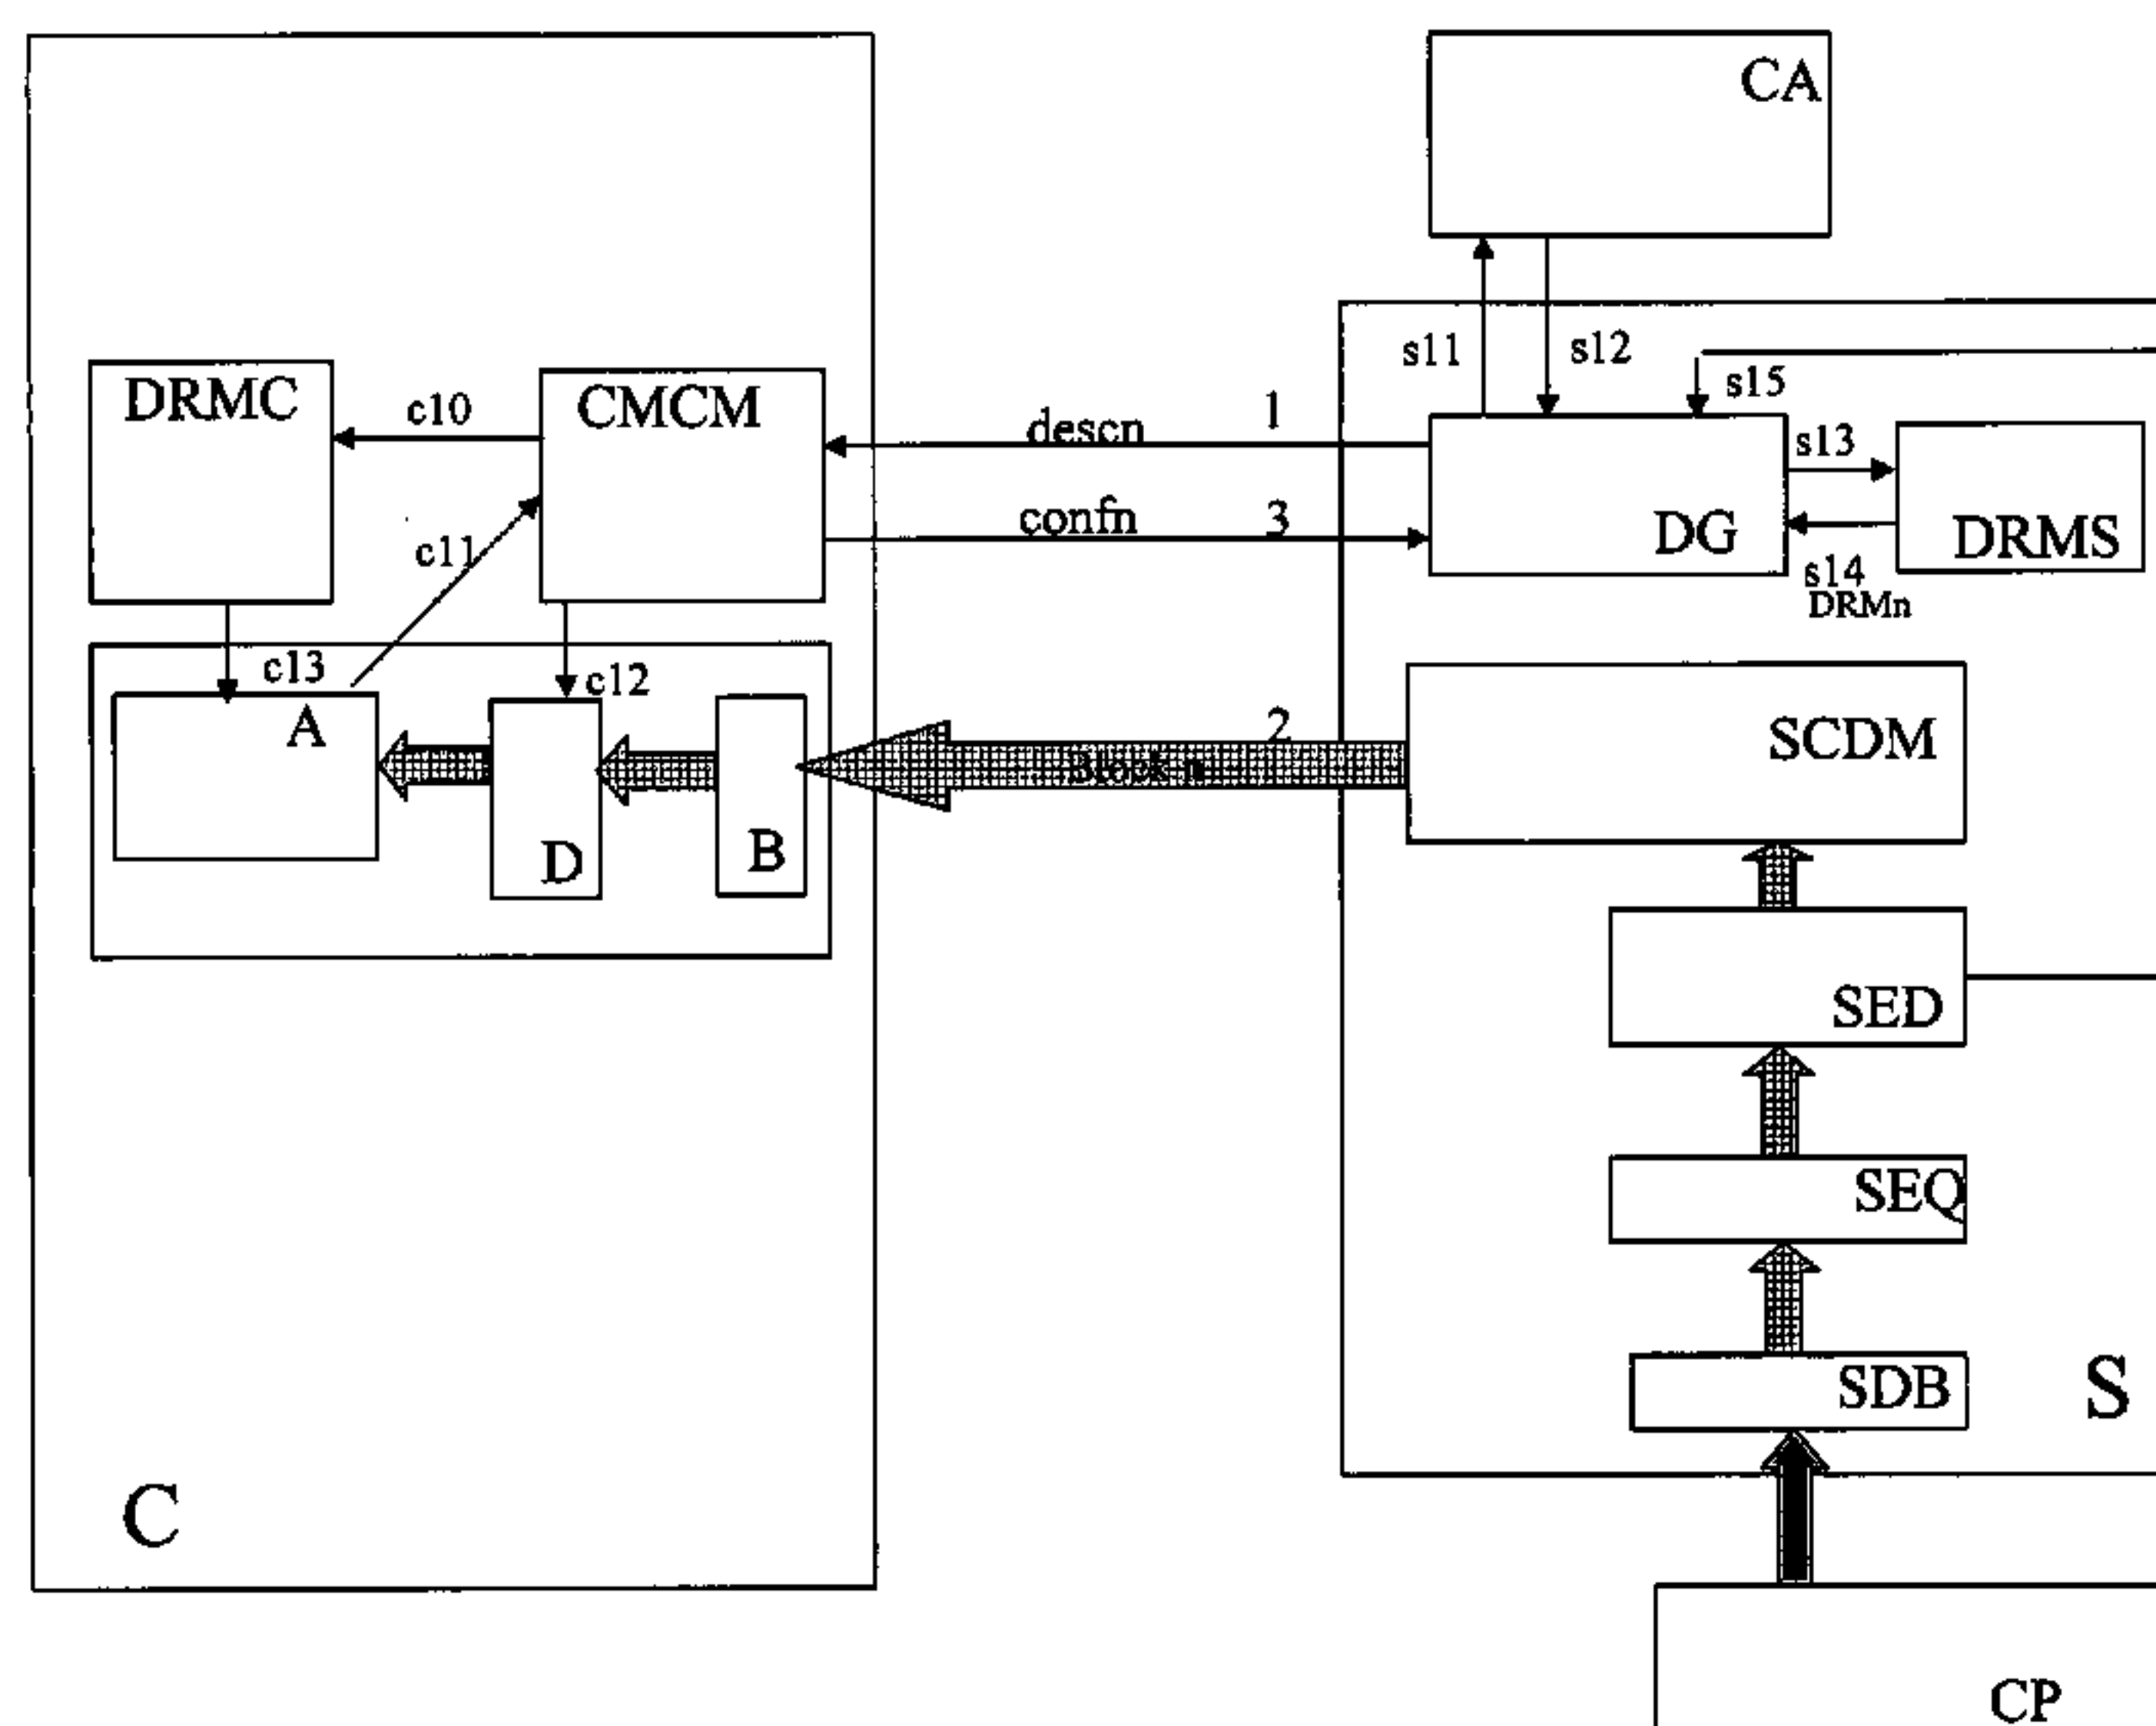 CA
s11
s12
s15
DRMC
c10
CMCM
descn
1
s13
c11
confn
3
DG
DRMS
s14
DRMn
c13
c12
A
2
SCDM
Block n
D
B
SED
SEQ
SDB
S
C
CP